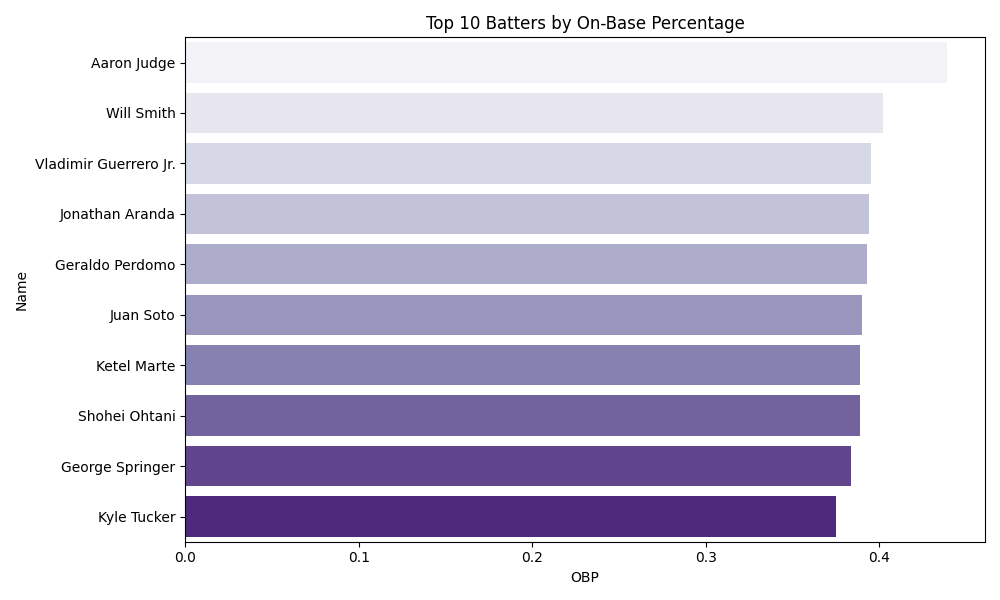 Top 10 Batters by On-Base Percentage
Name
Aaron Judge
Will Smith
Vladimir Guerrero Jr.
Jonathan Aranda
Geraldo Perdomo
Juan Soto
Ketel Marte
Shohei Ohtani
George Springer
Kyle Tucker
0.0 0.1 0.2 0.3 0.4
OBP